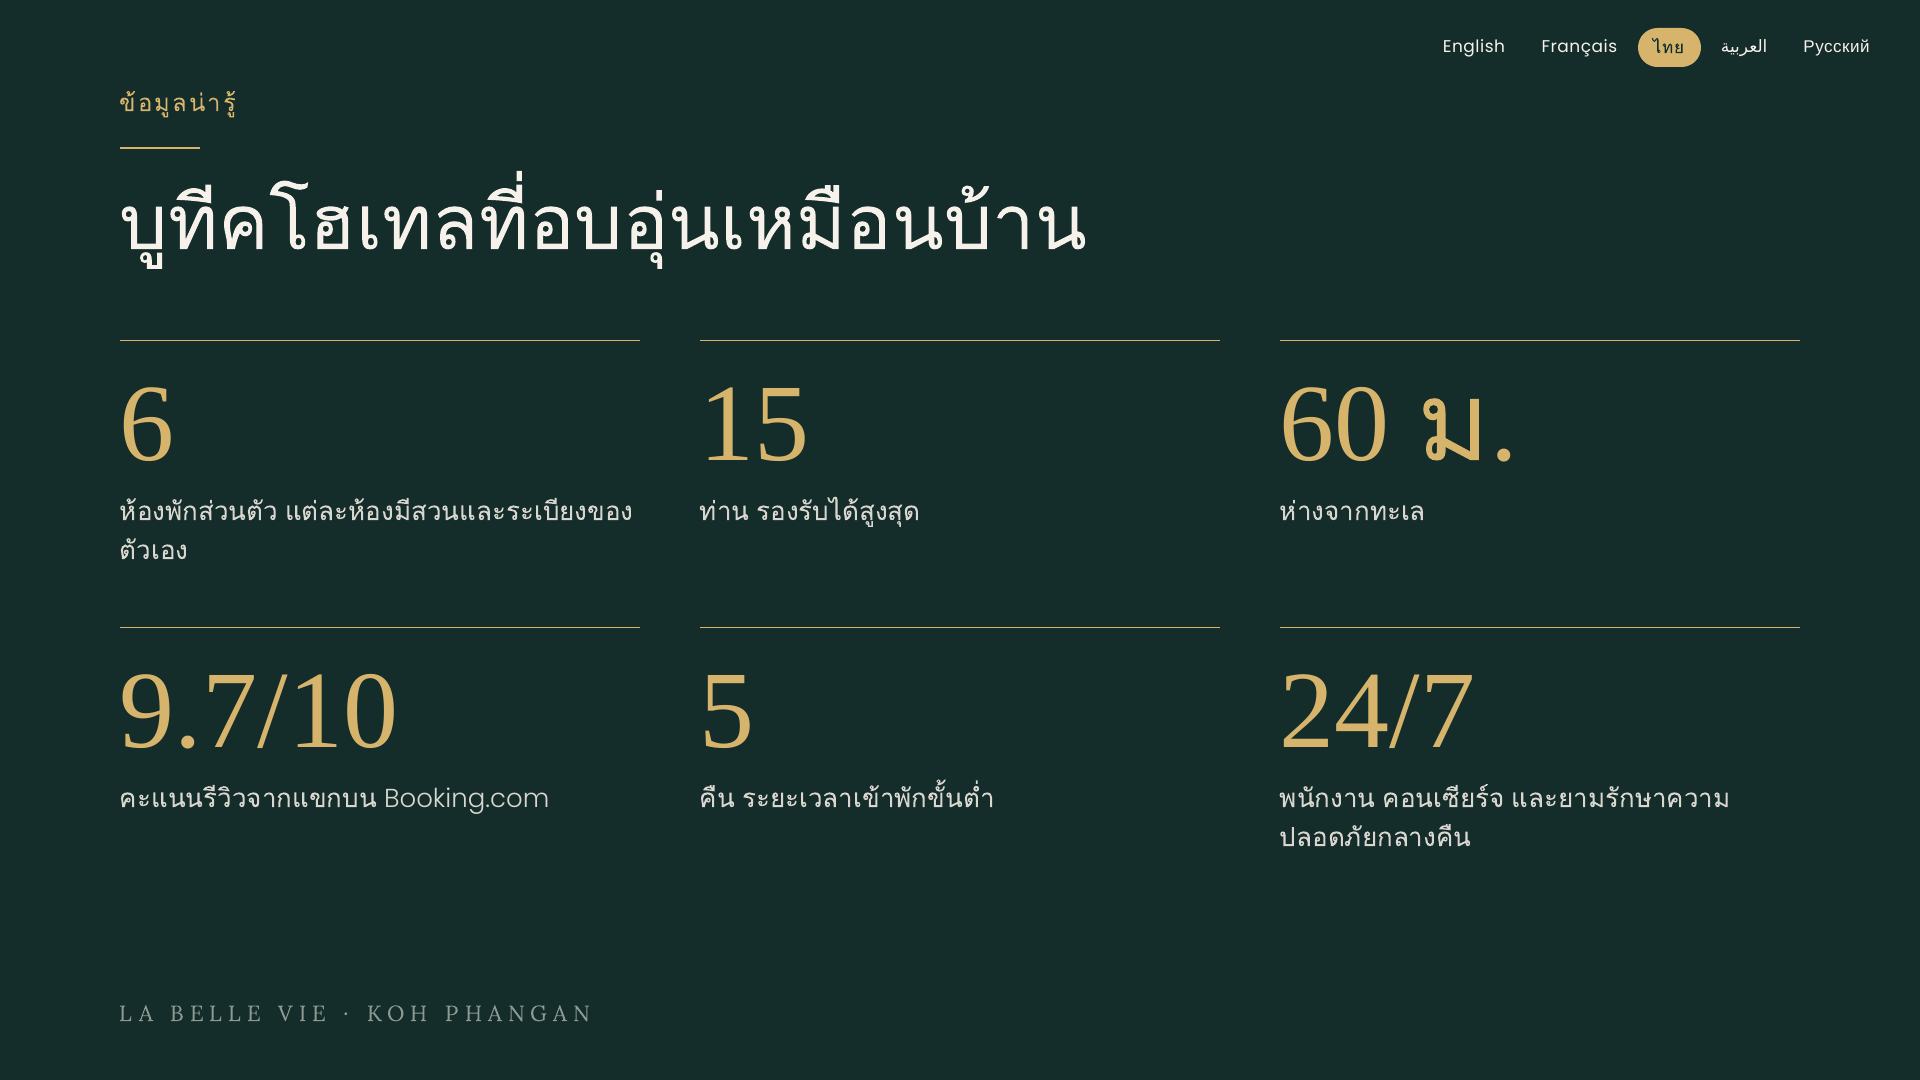 English Français ไทย العربية Русский
ข้อมูลน่ารู้
บูทีคโฮเทลที่อบอุ่นเหมือนบ้าน
6
ห้องพักส่วนตัว แต่ละห้องมีสวนและระเบียงของ
ตัวเอง
15
ท่าน รองรับได้สูงสุด
60 ม.
ห่างจากทะเล
9.7/10
คะแนนรีวิวจากแขกบน Booking.com
5
คืน ระยะเวลาเข้าพักขั้นต่ำ
24/7
พนักงาน คอนเซียร์จ และยามรักษาความ
ปลอดภัยกลางคืน
LA BELLE VIE · KOH PHANGAN